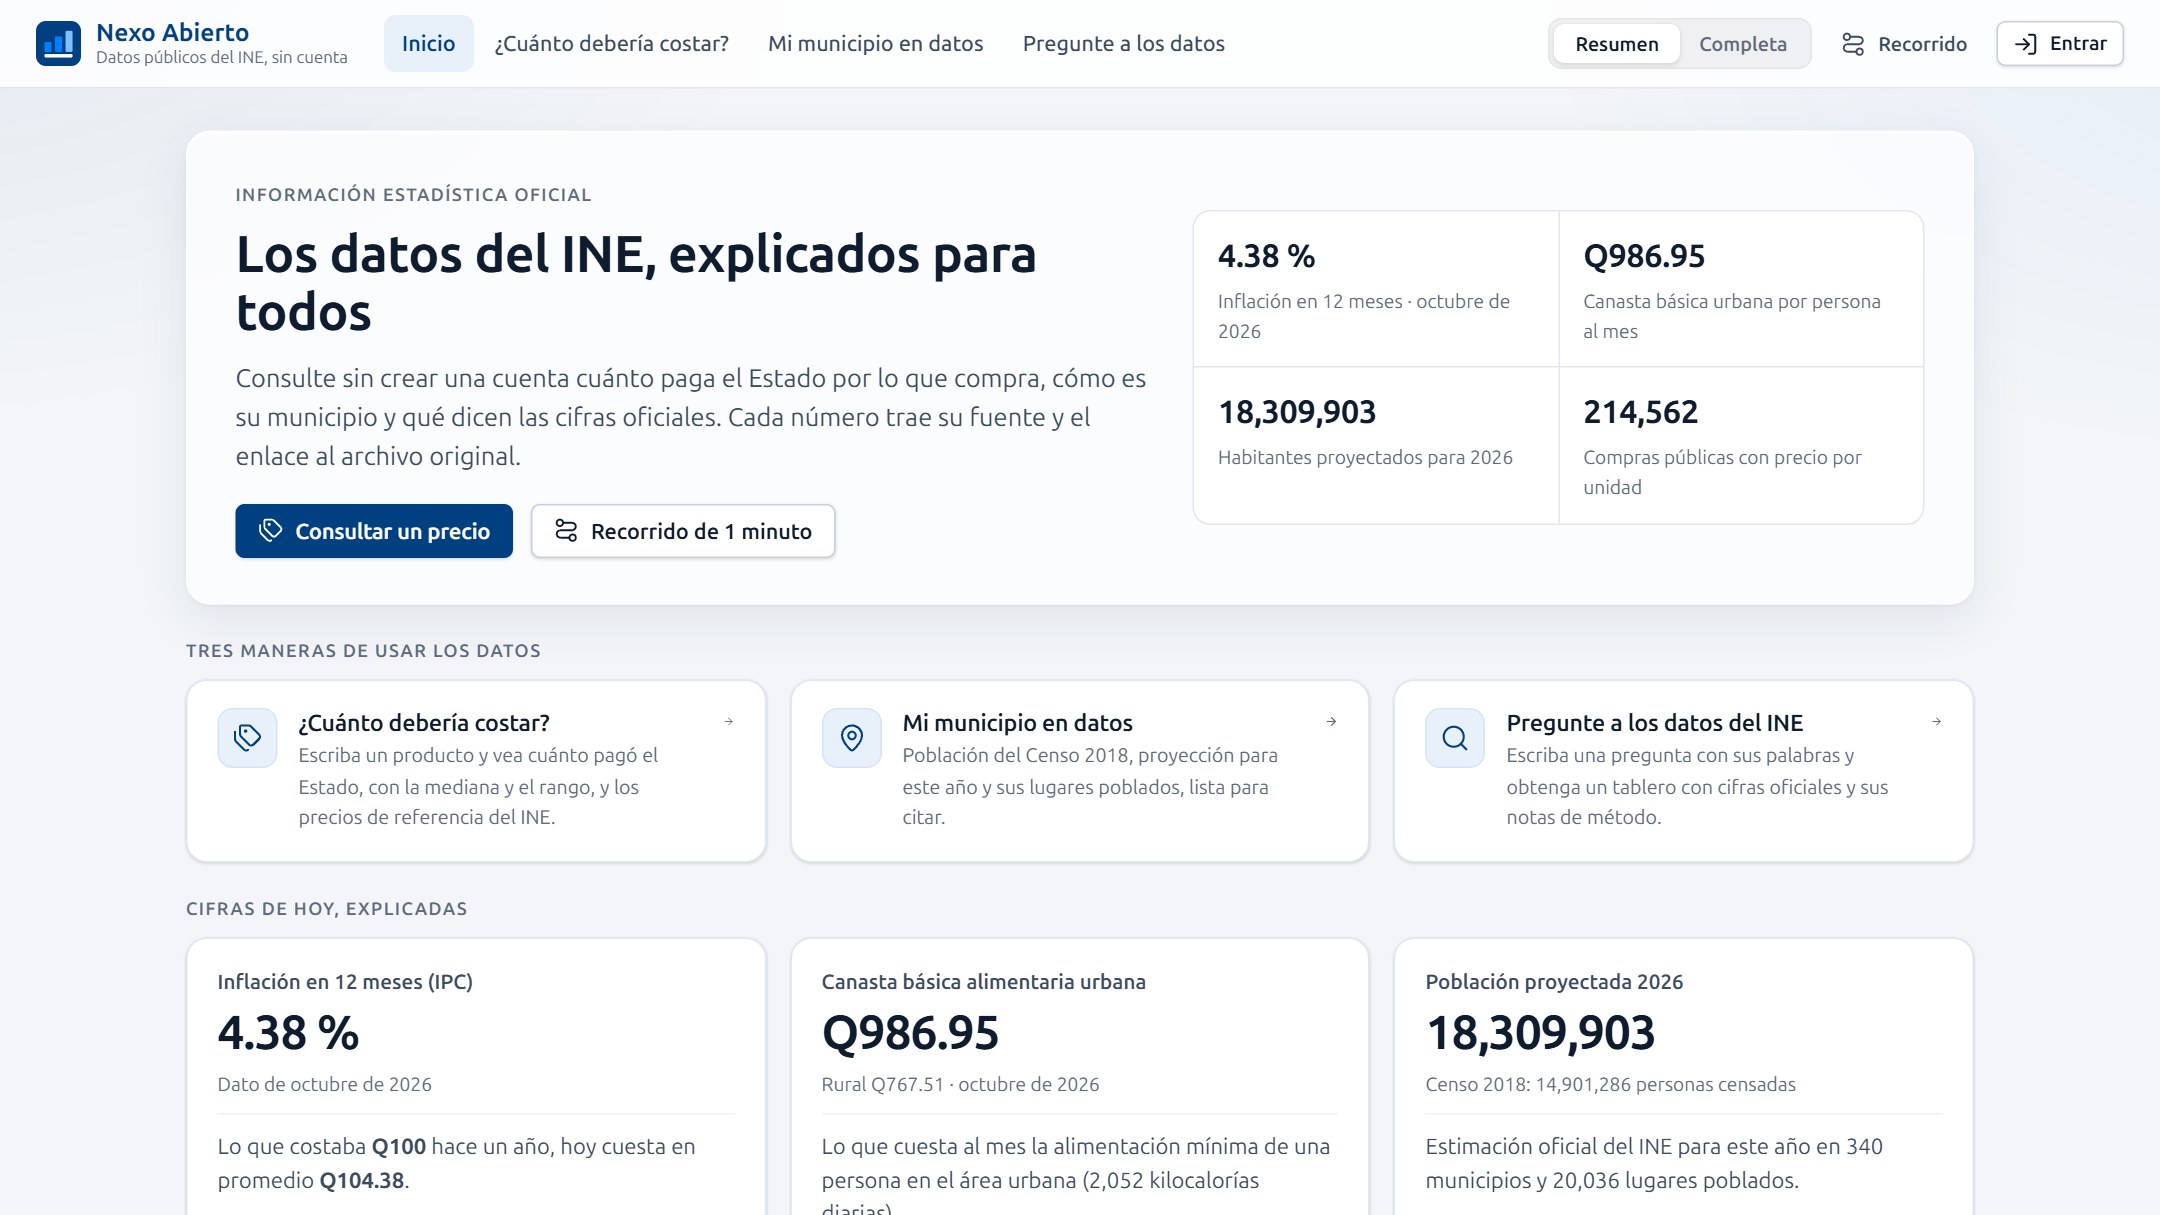 Nexo Abierto
Datos públicos del INE, sin cuenta
Inicio
¿Cuánto debería costar?
Mi municipio en datos
Pregunte a los datos
Resumen
Completa
Recorrido
Entrar
INFORMACIÓN ESTADÍSTICA OFICIAL
Los datos del INE, explicados para
todos
Consulte sin crear una cuenta cuánto paga el Estado por lo que compra, cómo es
su municipio y qué dicen las cifras oficiales. Cada número trae su fuente y el
enlace al archivo original.
Consultar un precio
Recorrido de 1 minuto
4.38 %
Inflación en 12 meses · octubre de
2026
Q986.95
Canasta básica urbana por persona
al mes
18,309,903
Habitantes proyectados para 2026
214,562
Compras públicas con precio por
unidad
TRES MANERAS DE USAR LOS DATOS
¿Cuánto debería costar?
Escriba un producto y vea cuánto pagó el
Estado, con la mediana y el rango, y los
precios de referencia del INE.
Mi municipio en datos
Población del Censo 2018, proyección para
este año y sus lugares poblados, lista para
citar.
Pregunte a los datos del INE
Escriba una pregunta con sus palabras y
obtenga un tablero con cifras oficiales y sus
notas de método.
CIFRAS DE HOY, EXPLICADAS
Inflación en 12 meses (IPC)
4.38 %
Dato de octubre de 2026
Lo que costaba Q100 hace un año, hoy cuesta en
promedio Q104.38.
Canasta básica alimentaria urbana
Q986.95
Rural Q767.51 · octubre de 2026
Lo que cuesta al mes la alimentación mínima de una
persona en el área urbana (2,052 kilocalorías
diarias)
Población proyectada 2026
18,309,903
Censo 2018: 14,901,286 personas censadas
Estimación oficial del INE para este año en 340
municipios y 20,036 lugares poblados.